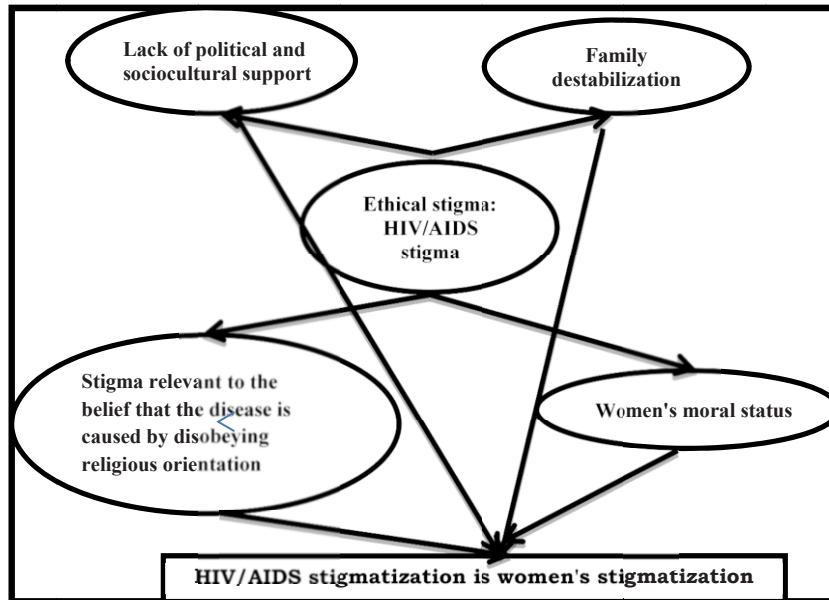 Lack of political and
sociocultural support
Family
destabilization
Ethical stigma:
HIV/AIDS
stigma
Stigma relevant to the
belief that the disease is
caused by disobeying
religious orientation
Women's moral status
HIV/AIDS stigmatization is women's stigmatization